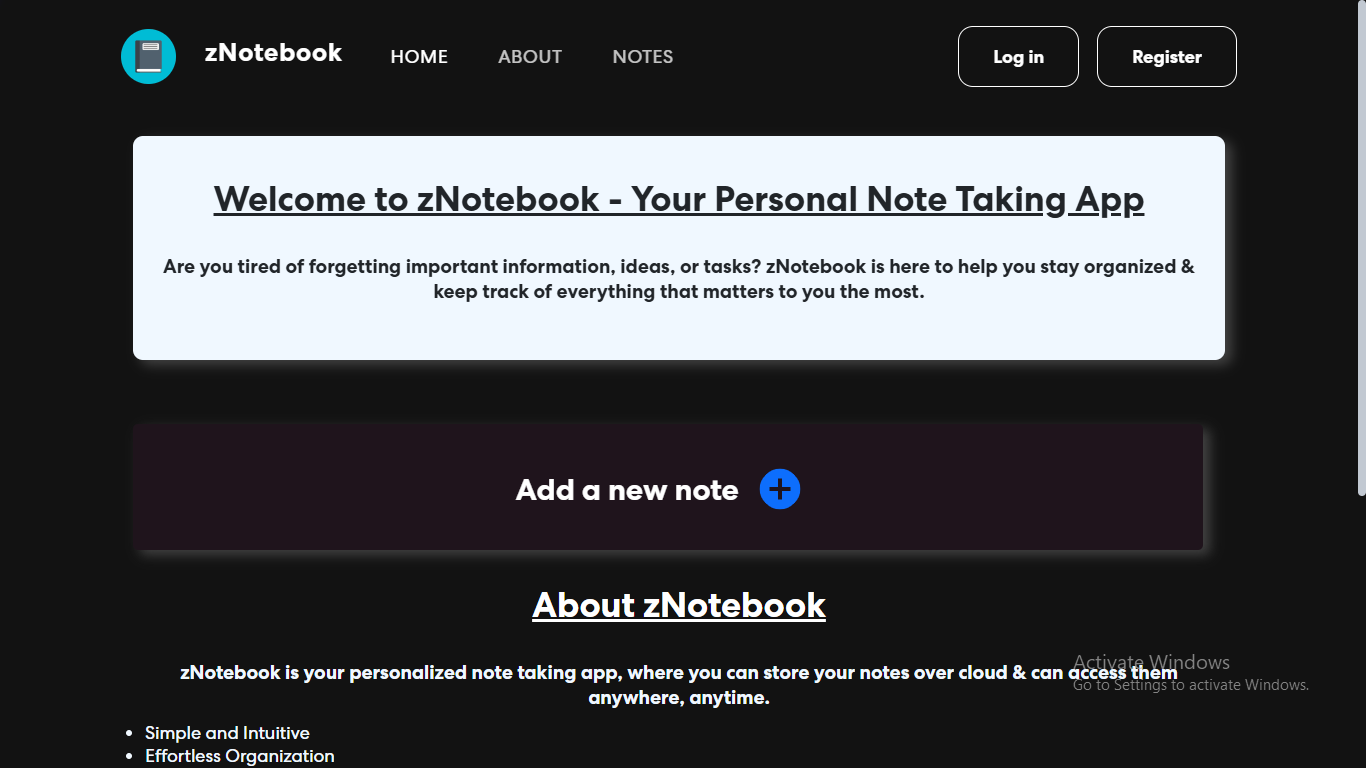 zNotebook HOME ABOUT NOTES Log in Register
Welcome to zNotebook - Your Personal Note Taking App
Are you tired of forgetting important information, ideas, or tasks? zNotebook is here to help you stay organized &
keep track of everything that matters to you the most.
Add a new note
About zNotebook
zNotebook is your personalized note taking app, where you can store your notes over cloud & can access them
anywhere, anytime.
Activate Windows
Go to Settings to activate Windows.
• Simple and Intuitive
• Effortless Organization